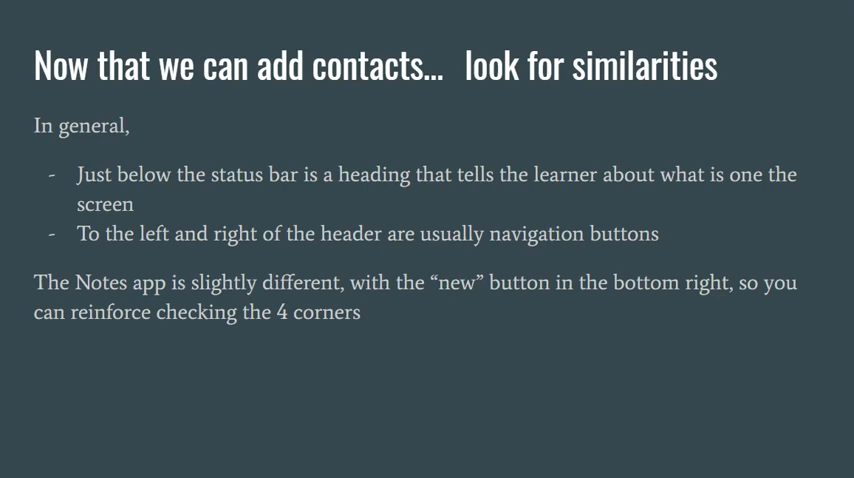 Now that we can add contacts... look for similarities
In general,
- Just below the status bar is a heading that tells the learner about what is one the
screen
- To the left and right of the header are usually navigation buttons
The Notes app is slightly different, with the “new” button in the bottom right, so you
can reinforce checking the 4 corners